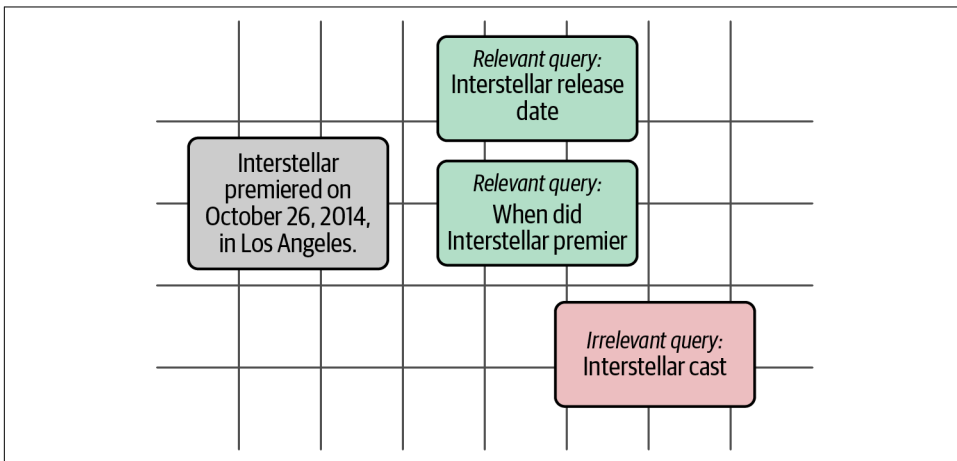 Interstellar
premiered on
October 26, 2014,
in Los Angeles.
Relevant query:
Interstellar release
date
Relevant query:
When did
Interstellar premier
Irrelevant query:
Interstellar cast